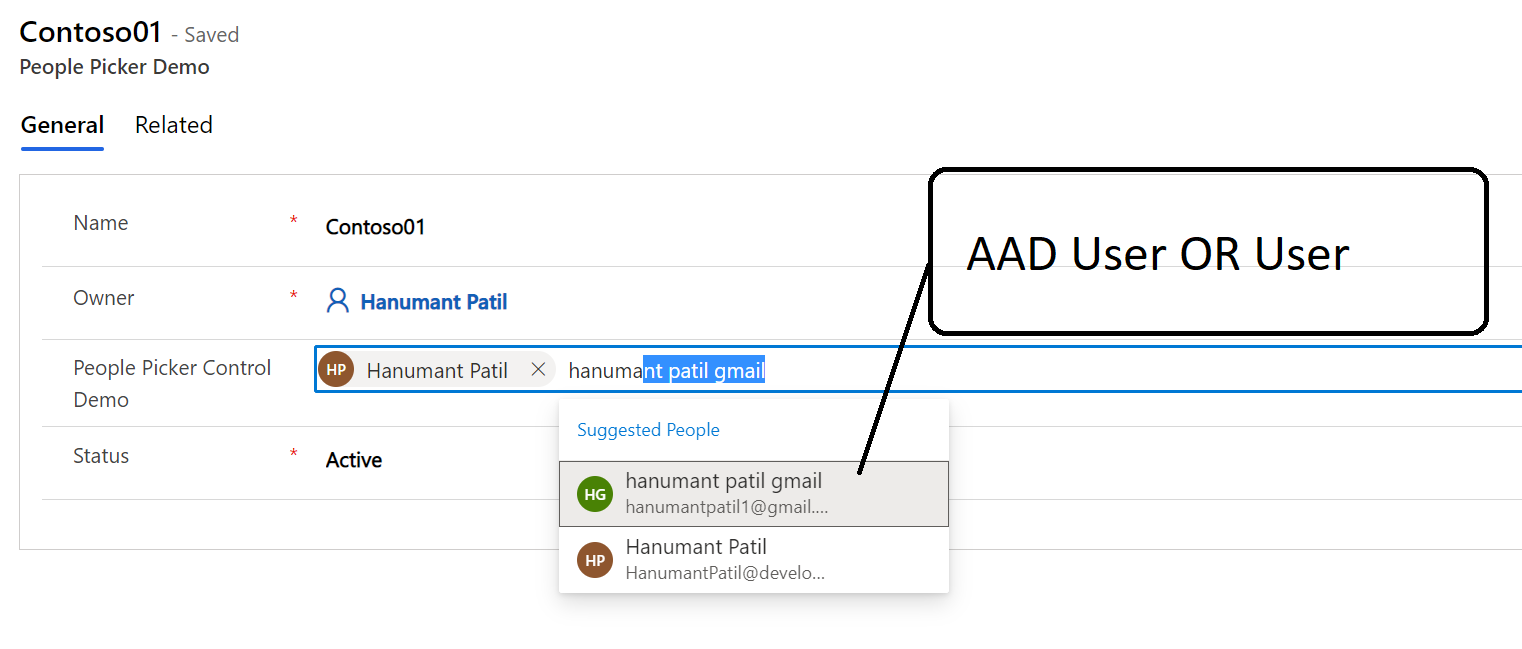 Contoso01 - Saved
People Picker Demo
General Related
Name * Contoso01
AAD User OR User
Owner * Hanumant Patil
People Picker Control
Demo
HP Hanumant Patil hanumant patil gmail
Suggested People
Status * Active
HG hanumant patil gmail
hanumantpatil1@gmail....
HP Hanumant Patil
HanumantPatil@develo...